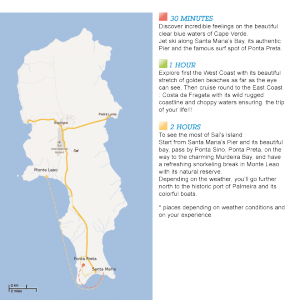 30 MINUTES
Discover incredible feelings on the beautiful
clear blue waters of Cape Verde.
Jet ski along Santa Maria's Bay, its authentic
Pier and the famous surf spot of Ponta Preta
1 HOUR
Explore first the West Coast with its beautiful
stretch of golden beaches as far as the eye
can see. Then cruise round to the East Coast
: Costa da Fragata with its wild rugged
coastline and choppy waters ensuring the trip
of your life!!!
2 HOURS
To see the most of Sal's Island
Start from Santa Maria's Pier and its beautiful
bay, pass by Ponta Sino, Ponta Preta, on the
way to the charming Murdeira Bay, and have
a refreshing snorkeling break in Monte Leao
with its natural reserve.
Depending on the weather, you'll go further
north to the historic port of Palmeira and its
colorful boats.
* places depending on weather conditions and
on your experience
Espargos
Pedra Lume
Sal
Monte Leao
Ponta Preta
Santa Maria